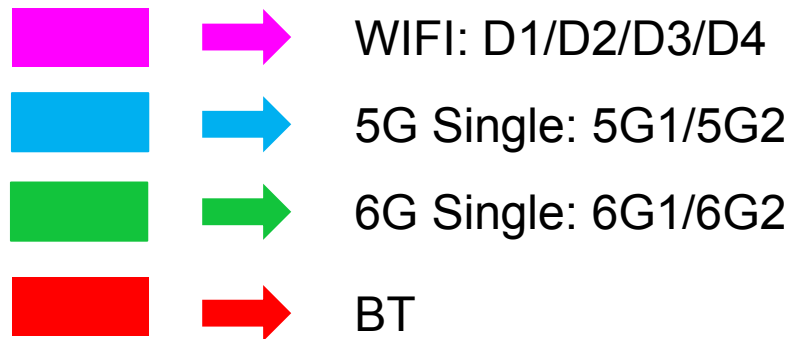 WIFI: D1/D2/D3/D4
5G Single: 5G1/5G2
6G Single: 6G1/6G2
BT